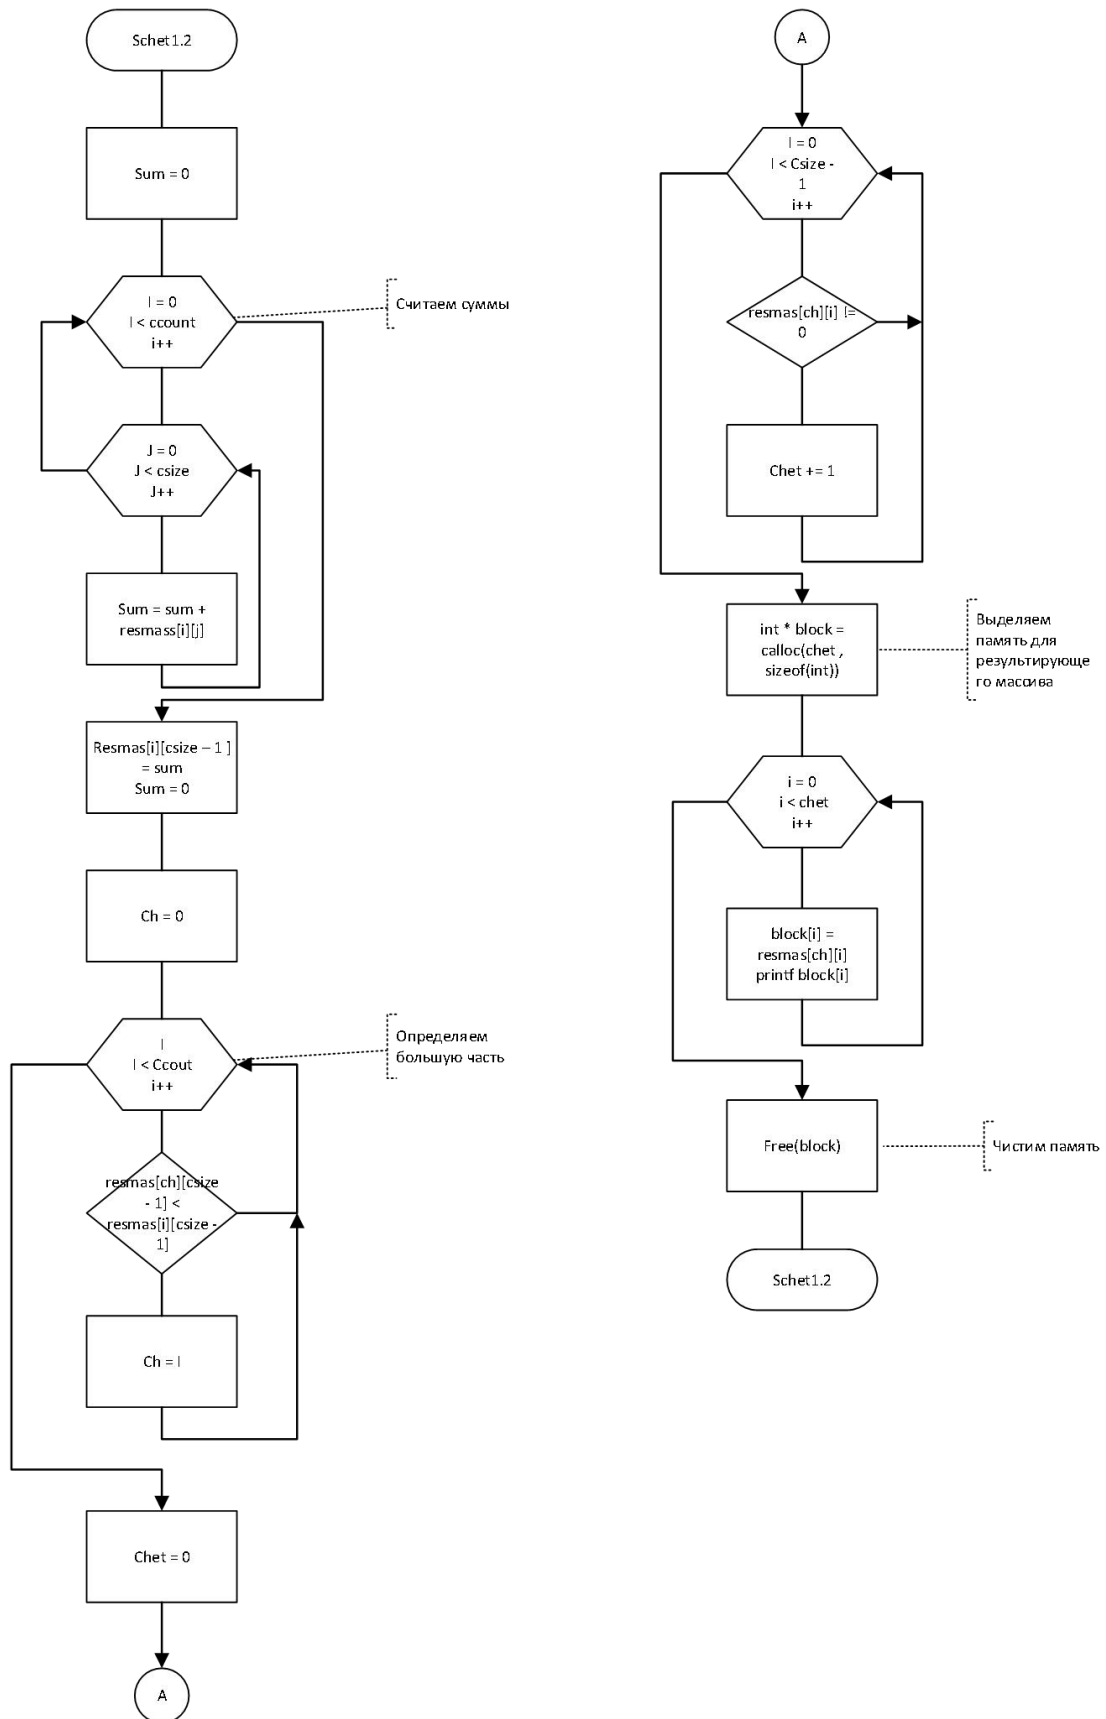 Schet1.2
Sum = 0
I = 0
I < ccount
i++
Считаем суммы
J = 0
J < csize
J++
Sum = sum +
resmass[i][j]
Resmas[i][csize – 1 ]
= sum
Sum = 0
Ch = 0
I
I < Ccout
i++
Определяем
большую часть
resmas[ch][csize
- 1] <
resmas[i][csize -
1]
Ch = I
Chet = 0
A
A
I = 0
I < Csize -
1
i++
resmas[ch][i] !=
0
Chet += 1
int * block =
calloc(chet ,
sizeof(int))
Выделяем
память для
результирующе
го массива
i = 0
i < chet
i++
block[i] =
resmas[ch][i]
printf block[i]
Free(block)
Чистим память
Schet1.2